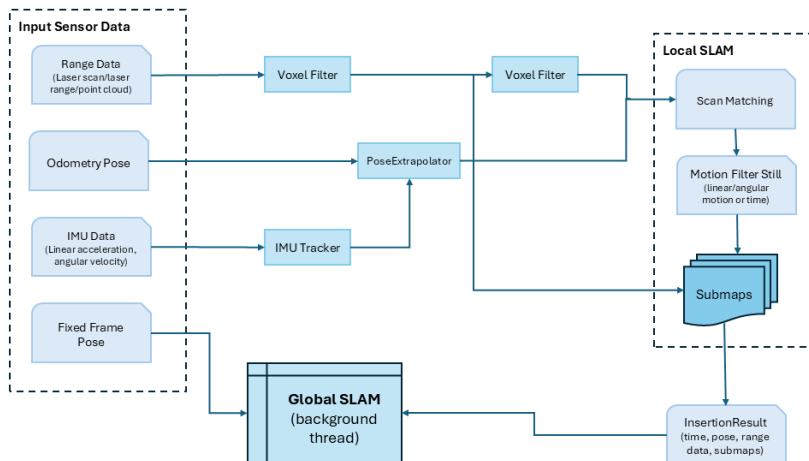 Input Sensor Data
Range Data
(Laser scan/laser
range/point cloud)
Voxel Filter
Voxel Filter
Local SLAM
Scan Matching
Odometry Pose
PoseExtrapolator
Motion Filter Still
(linear/angular
motion or time)
IMU Data
(Linear acceleration,
angular velocity)
IMU Tracker
Submaps
Fixed Frame
Pose
Global SLAM
(background
thread)
InsertionResult
(time, pose, range
data, submaps)